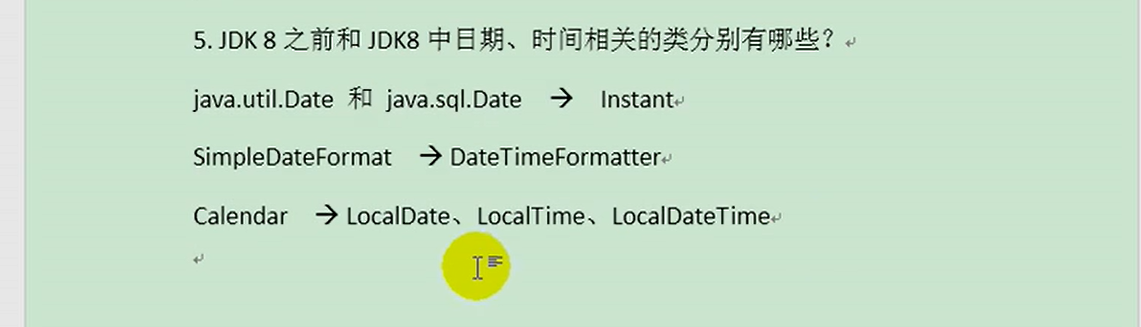 5. JDK 8 之前和 JDK8 中日期、时间相关的类分别有哪些？
java.util.Date 和 java.sql.Date → Instant
SimpleDateFormat → DateTimeFormatter
Calendar → LocalDate、LocalTime、LocalDateTime